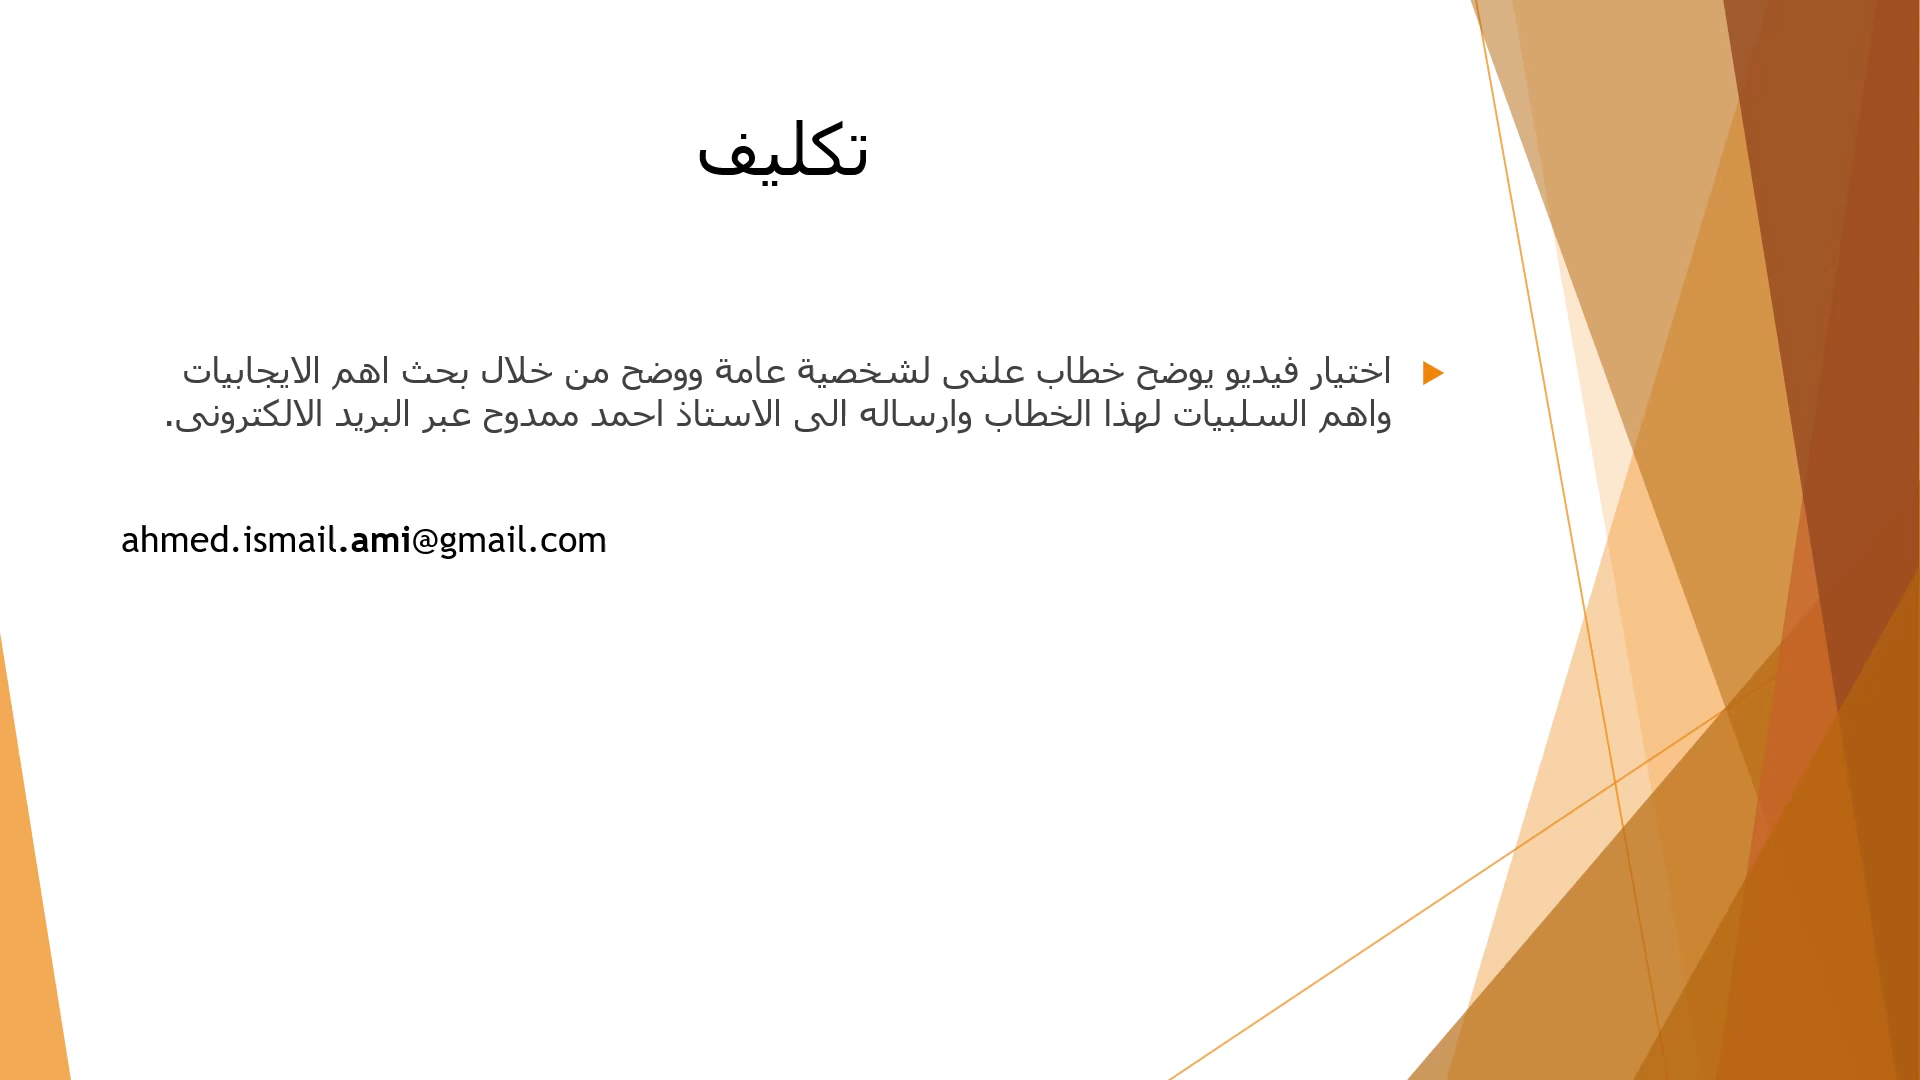 تكليف
اختيار فيديو يوضح خطاب علنى لشخصية عامة ووضح من خلال بحث اهم الايجابيات
واهم السلبيات لهذا الخطاب وارساله الى الاستاذ احمد ممدوح عبر البريد الالكترونى.
ahmed.ismail.ami@gmail.com